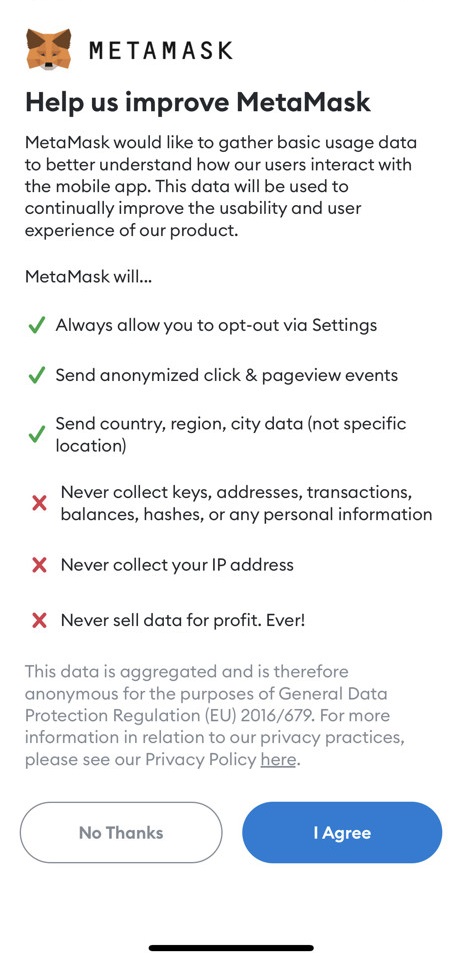 METAMASK
Help us improve MetaMask
MetaMask would like to gather basic usage data
to better understand how our users interact with
the mobile app. This data will be used to
continually improve the usability and user
experience of our product.
MetaMask will...
Always allow you to opt-out via Settings
Send anonymized click & pageview events
Send country, region, city data (not specific
location)
Never collect keys, addresses, transactions,
balances, hashes, or any personal information
Never collect your IP address
Never sell data for profit. Ever!
This data is aggregated and is therefore
anonymous for the purposes of General Data
Protection Regulation (EU) 2016/679. For more
information in relation to our privacy practices,
please see our Privacy Policy here.
No Thanks
I Agree